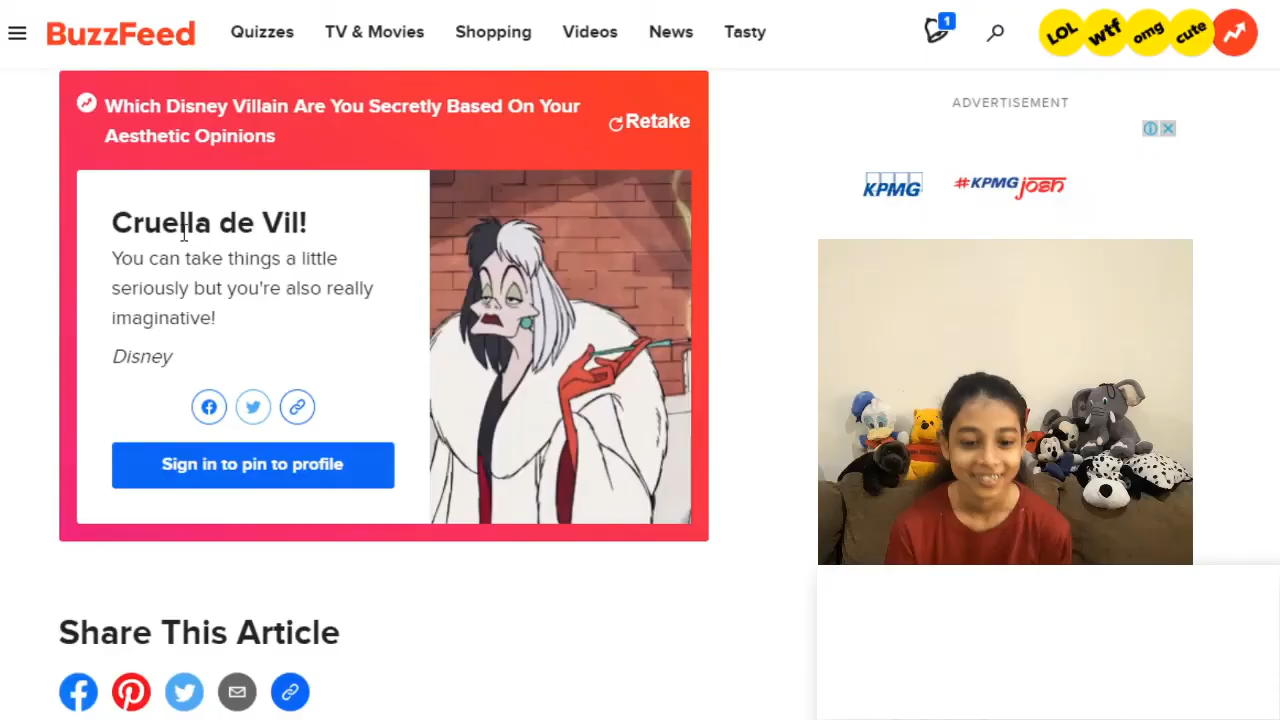 BuzzFeed Quizzes TV & Movies Shopping Videos News Tasty 1 LOL wtf omg cute
Which Disney Villain Are You Secretly Based On Your
Aesthetic Opinions
Retake
Cruella de Vil!
You can take things a little
seriously but you're also really
imaginative!
Disney
Sign in to pin to profile
Share This Article
ADVERTISEMENT
KPMG #KPMG josh